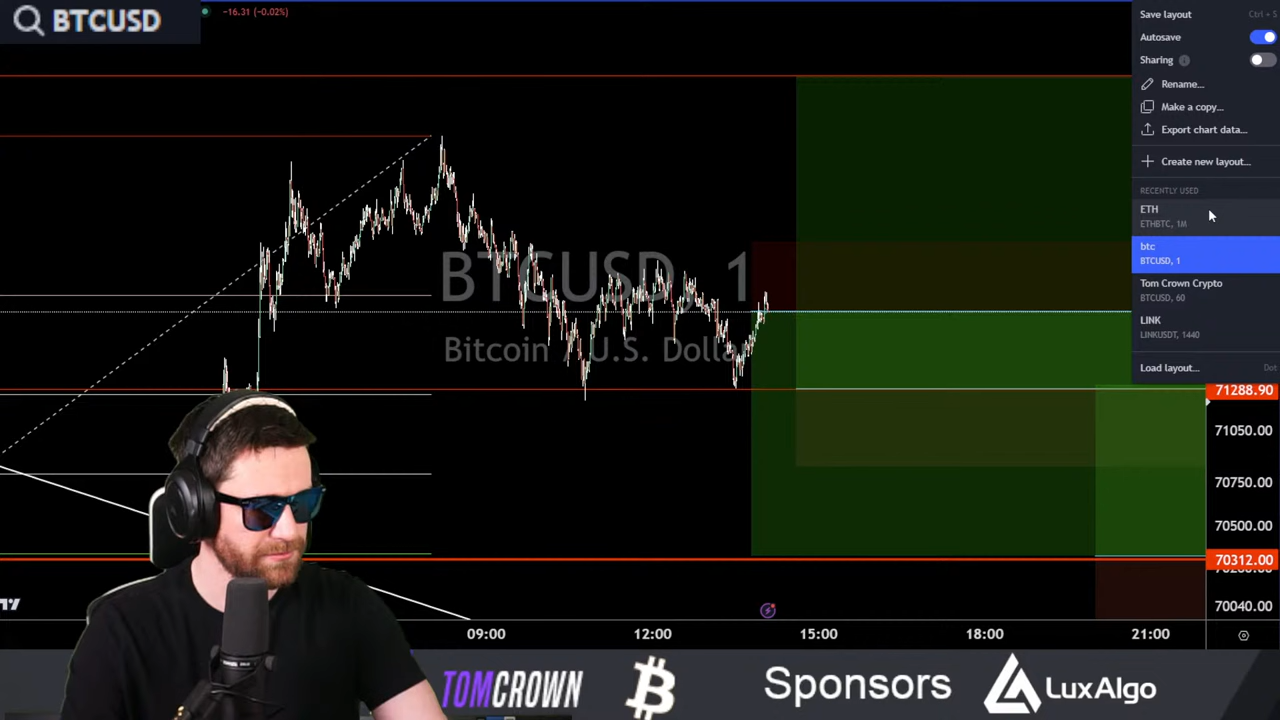 BTCUSD
−16.31 (−0.02%)
Save layout
Ctrl + S
Autosave
Sharing
Rename...
Make a copy...
Export chart data...
Create new layout...
RECENTLY USED
ETH
ETHBTC, 1M
btc
BTCUSD, 1
Tom Crown Crypto
BTCUSD, 60
LINK
LINKUSDT, 1440
Load layout...
Dot
BTCUSD, 1
Bitcoin / U.S. Dolla
71288.90
71050.00
70750.00
70500.00
70312.00
70040.00
09:00
12:00
15:00
18:00
21:00
TOMCROWN
Sponsors
LuxAlgo